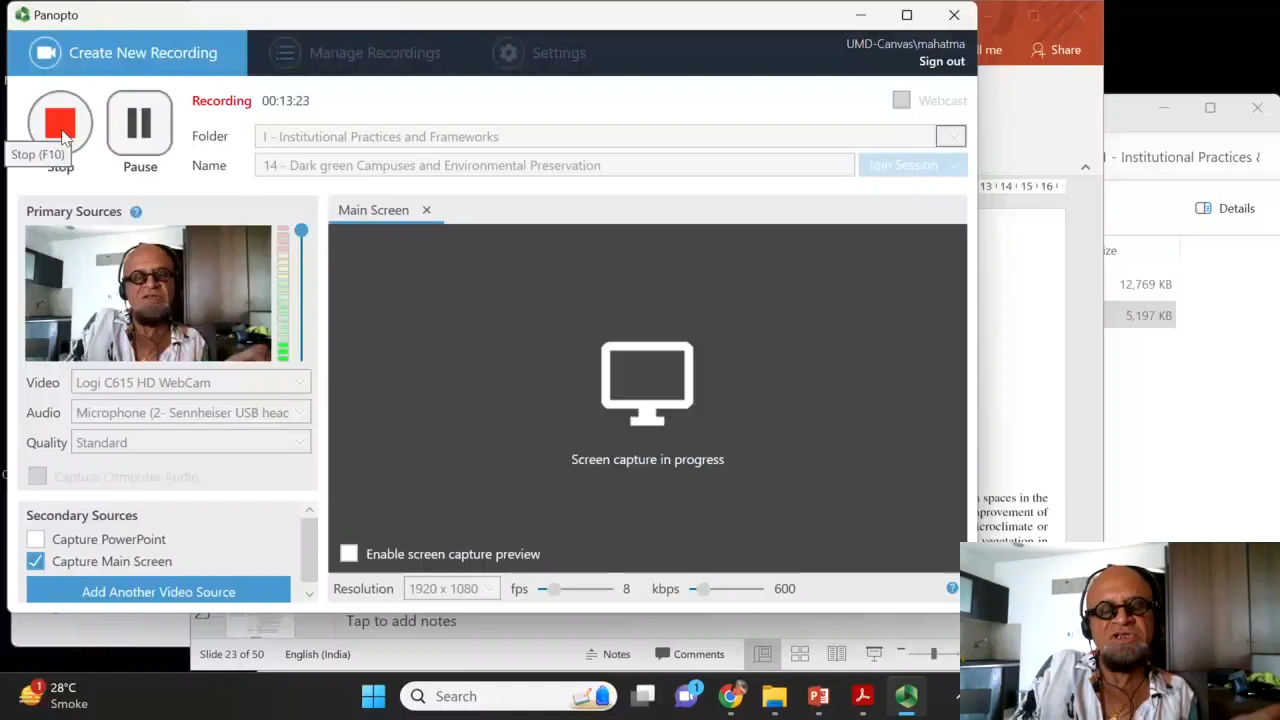 Panopto
Create New Recording
Manage Recordings
Settings
UMD-Canvas\mahatma
Sign out
Recording 00:13:23
Webcast
Folder I - Institutional Practices and Frameworks
Stop (F10)
Stop
Pause
Name 14 - Dark green Campuses and Environmental Preservation
Join Session
Primary Sources
Main Screen
Video Logi C615 HD WebCam
Audio Microphone (2- Sennheiser USB heac
Quality Standard
Capture Computer Audio
Screen capture in progress
Secondary Sources
Capture PowerPoint
Capture Main Screen
Add Another Video Source
Enable screen capture preview
Resolution 1920 x 1080 fps 8 kbps 600
Share
- Institutional Practices &
13 14 15 16
Details
12,769 KB
5,197 KB
spaces in the
vegetation in
Tap to add notes
Slide 23 of 50 English (India) Notes Comments
1
28°C
Smoke
Search
1